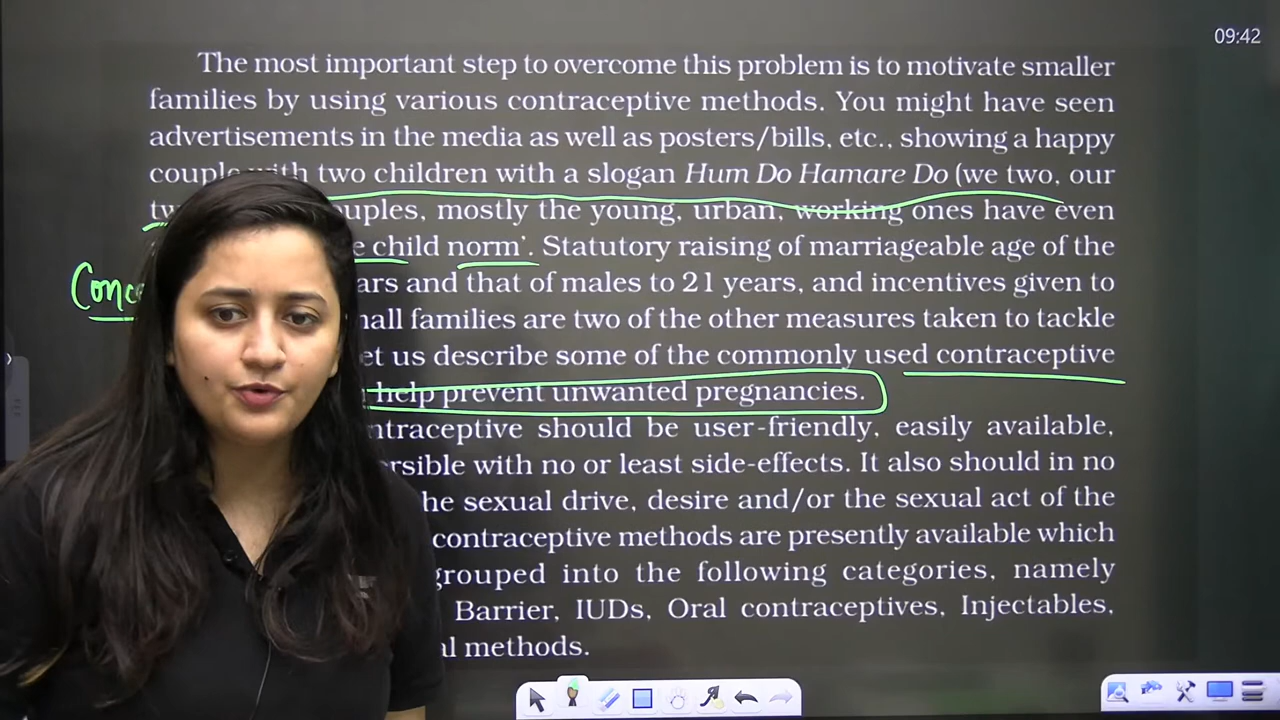 09:42
The most important step to overcome this problem is to motivate smaller
families by using various contraceptive methods. You might have seen
advertisements in the media as well as posters/bills, etc., showing a happy
couple with two children with a slogan Hum Do Hamare Do (we two, our
tw uples, mostly the young, urban, working ones have even
e child norm'. Statutory raising of marriageable age of the
Conce
ars and that of males to 21 years, and incentives given to
all families are two of the other measures taken to tackle
et us describe some of the commonly used contraceptive
help prevent unwanted pregnancies.
ntraceptive should be user-friendly, easily available,
rsible with no or least side-effects. It also should in no
he sexual drive, desire and/or the sexual act of the
contraceptive methods are presently available which
grouped into the following categories, namely
Barrier, IUDs, Oral contraceptives, Injectables,
al methods.